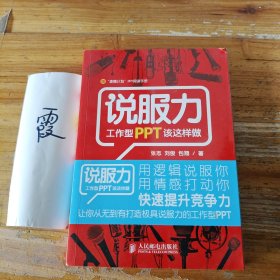 霞
说服力
工作型PPT该这样做
张志 刘俊 包翔 / 著
说服力
工作型PPT该这样做
用逻辑说服你
用情感打动你
快速提升竞争力
让你从无到有打造极具说服力的工作型PPT
人民邮电出版社